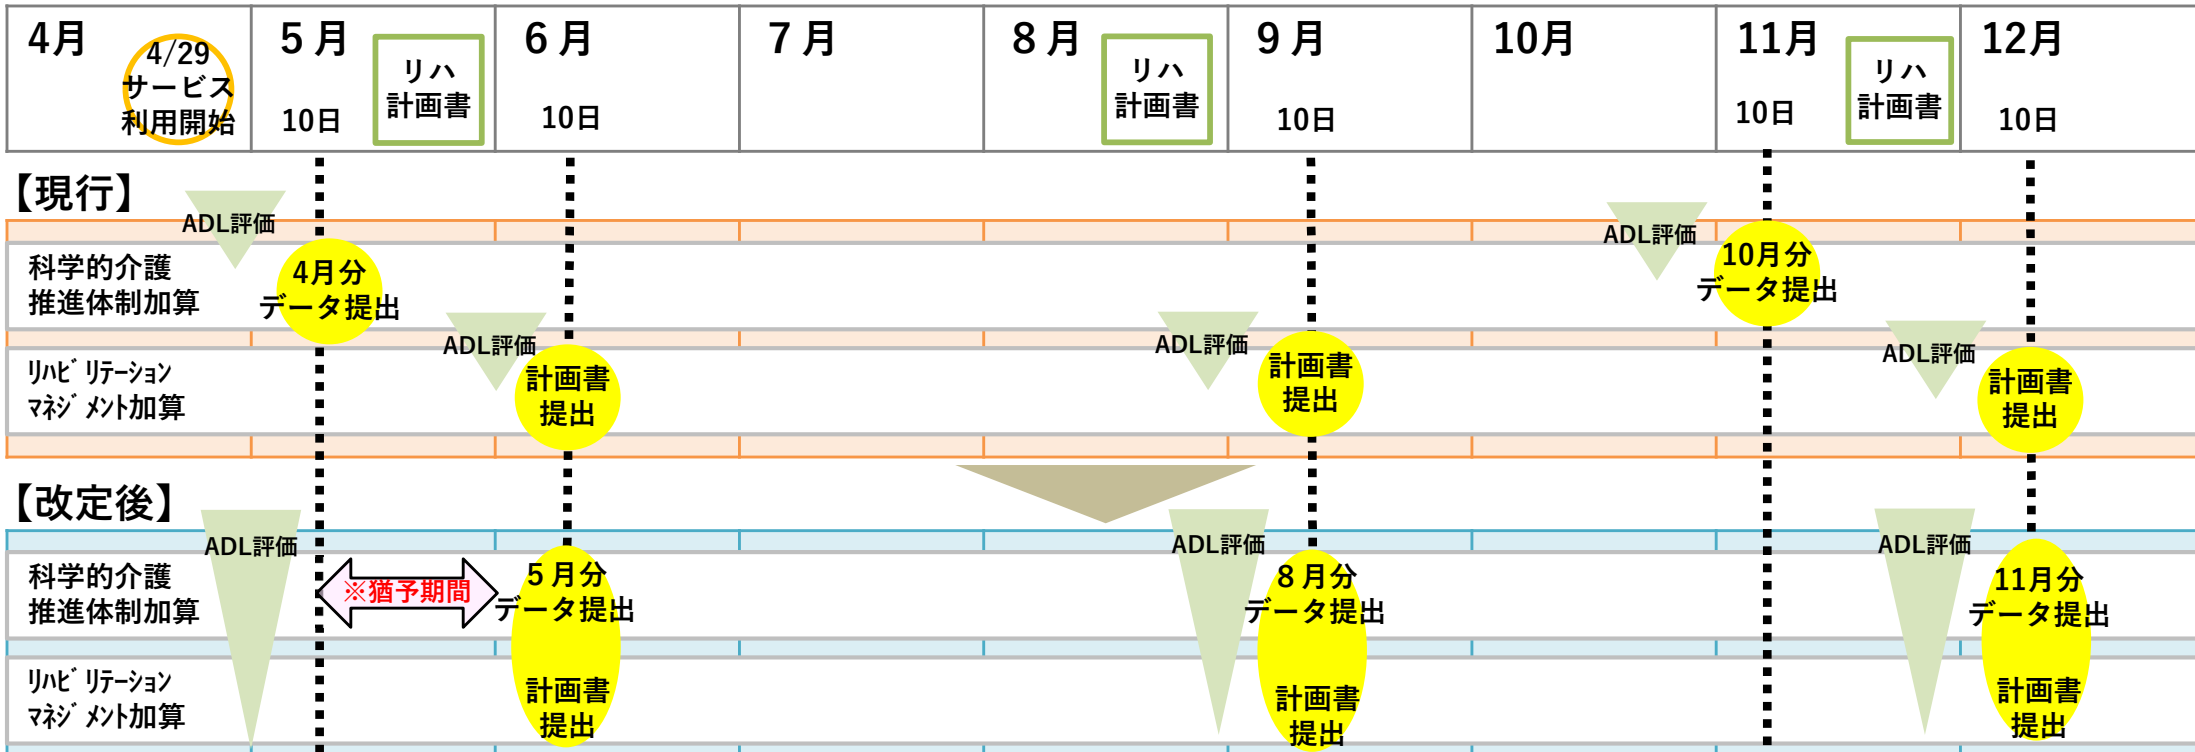 4月
4/29
サービス
利用開始
5月
10日
リハ
計画書
6月
10日
7月
8月
リハ
計画書
9月
10日
10月
11月
10日
リハ
計画書
12月
10日
【現行】
ADL評価
科学的介護
推進体制加算
4月分
データ提出
ADL評価
10月分
データ提出
リハビリテーション
マネジメント加算
ADL評価
計画書
提出
ADL評価
計画書
提出
ADL評価
計画書
提出
【改定後】
ADL評価
科学的介護
推進体制加算
※猶予期間
5月分
データ提出
ADL評価
8月分
データ提出
ADL評価
11月分
データ提出
リハビリテーション
マネジメント加算
計画書
提出
計画書
提出
計画書
提出